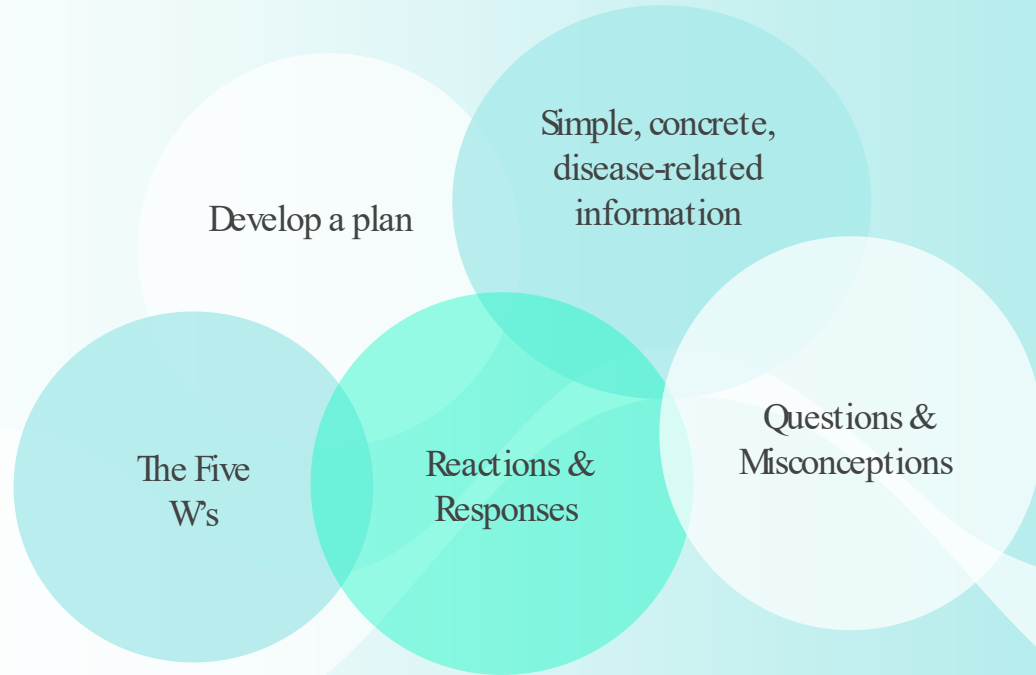 Simple, concrete,
disease-related
information
Develop a plan
Questions &
Misconceptions
The Five
W's
Reactions &
Responses